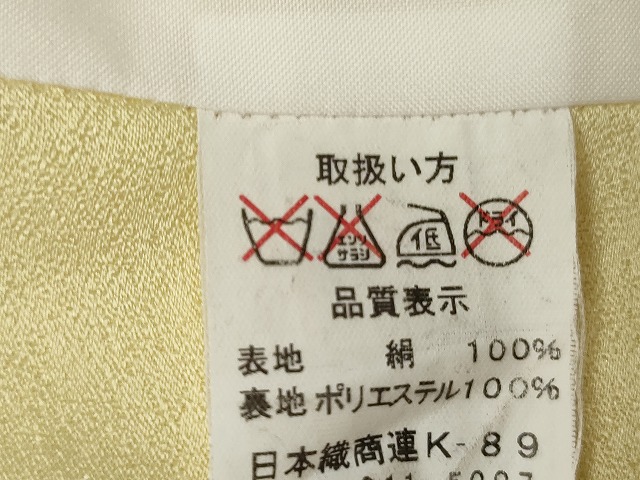 取扱い方
エンソ
サラシ
低
ドライ
品質表示
表地 絹 100%
裏地 ポリエステル100%
日本織商連K-89